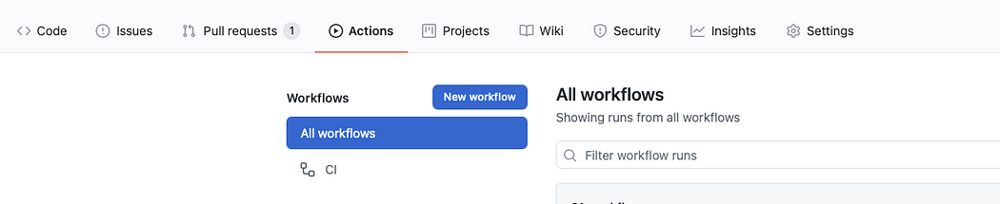 Code Issues Pull requests 1 Actions Projects Wiki Security Insights Settings
Workflows
New workflow
All workflows
CI
All workflows
Showing runs from all workflows
Filter workflow runs